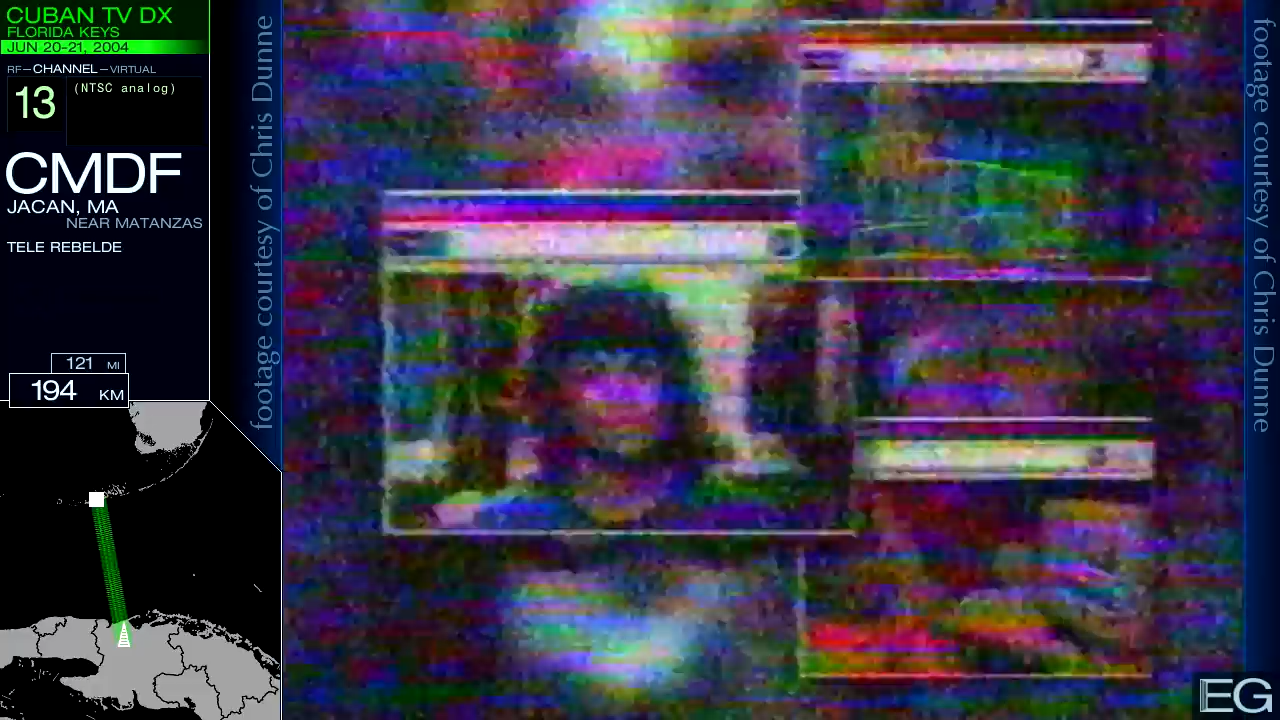 CUBAN TV DX
FLORIDA KEYS
JUN 20-21, 2004
RF-CHANNEL-VIRTUAL
13
(NTSC analog)
CMDF
JACAN, MA
NEAR MATANZAS
TELE REBELDE
121 MI
194 KM
footage courtesy of Chris Dunne
footage courtesy of Chris Dunne
EG